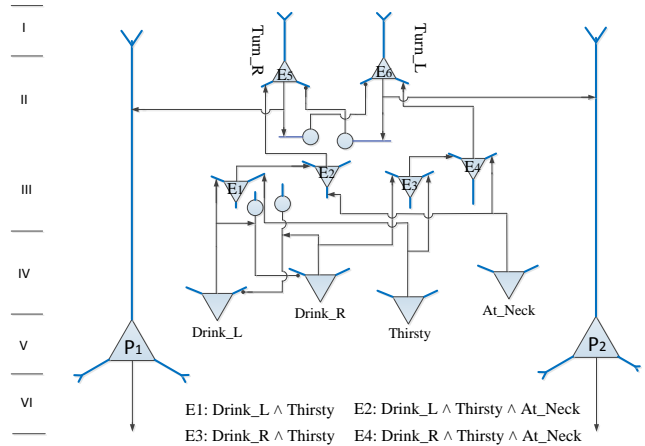 I
II
III
IV
V
VI
Turn_R
Turn_L
E5
E6
E1
E2
E3
E4
Drink_L
Drink_R
Thirsty
At_Neck
P1
P2
E1: Drink_L ˄ Thirsty
E2: Drink_L ˄ Thirsty ˄ At_Neck
E3: Drink_R ˄ Thirsty
E4: Drink_R ˄ Thirsty ˄ At_Neck